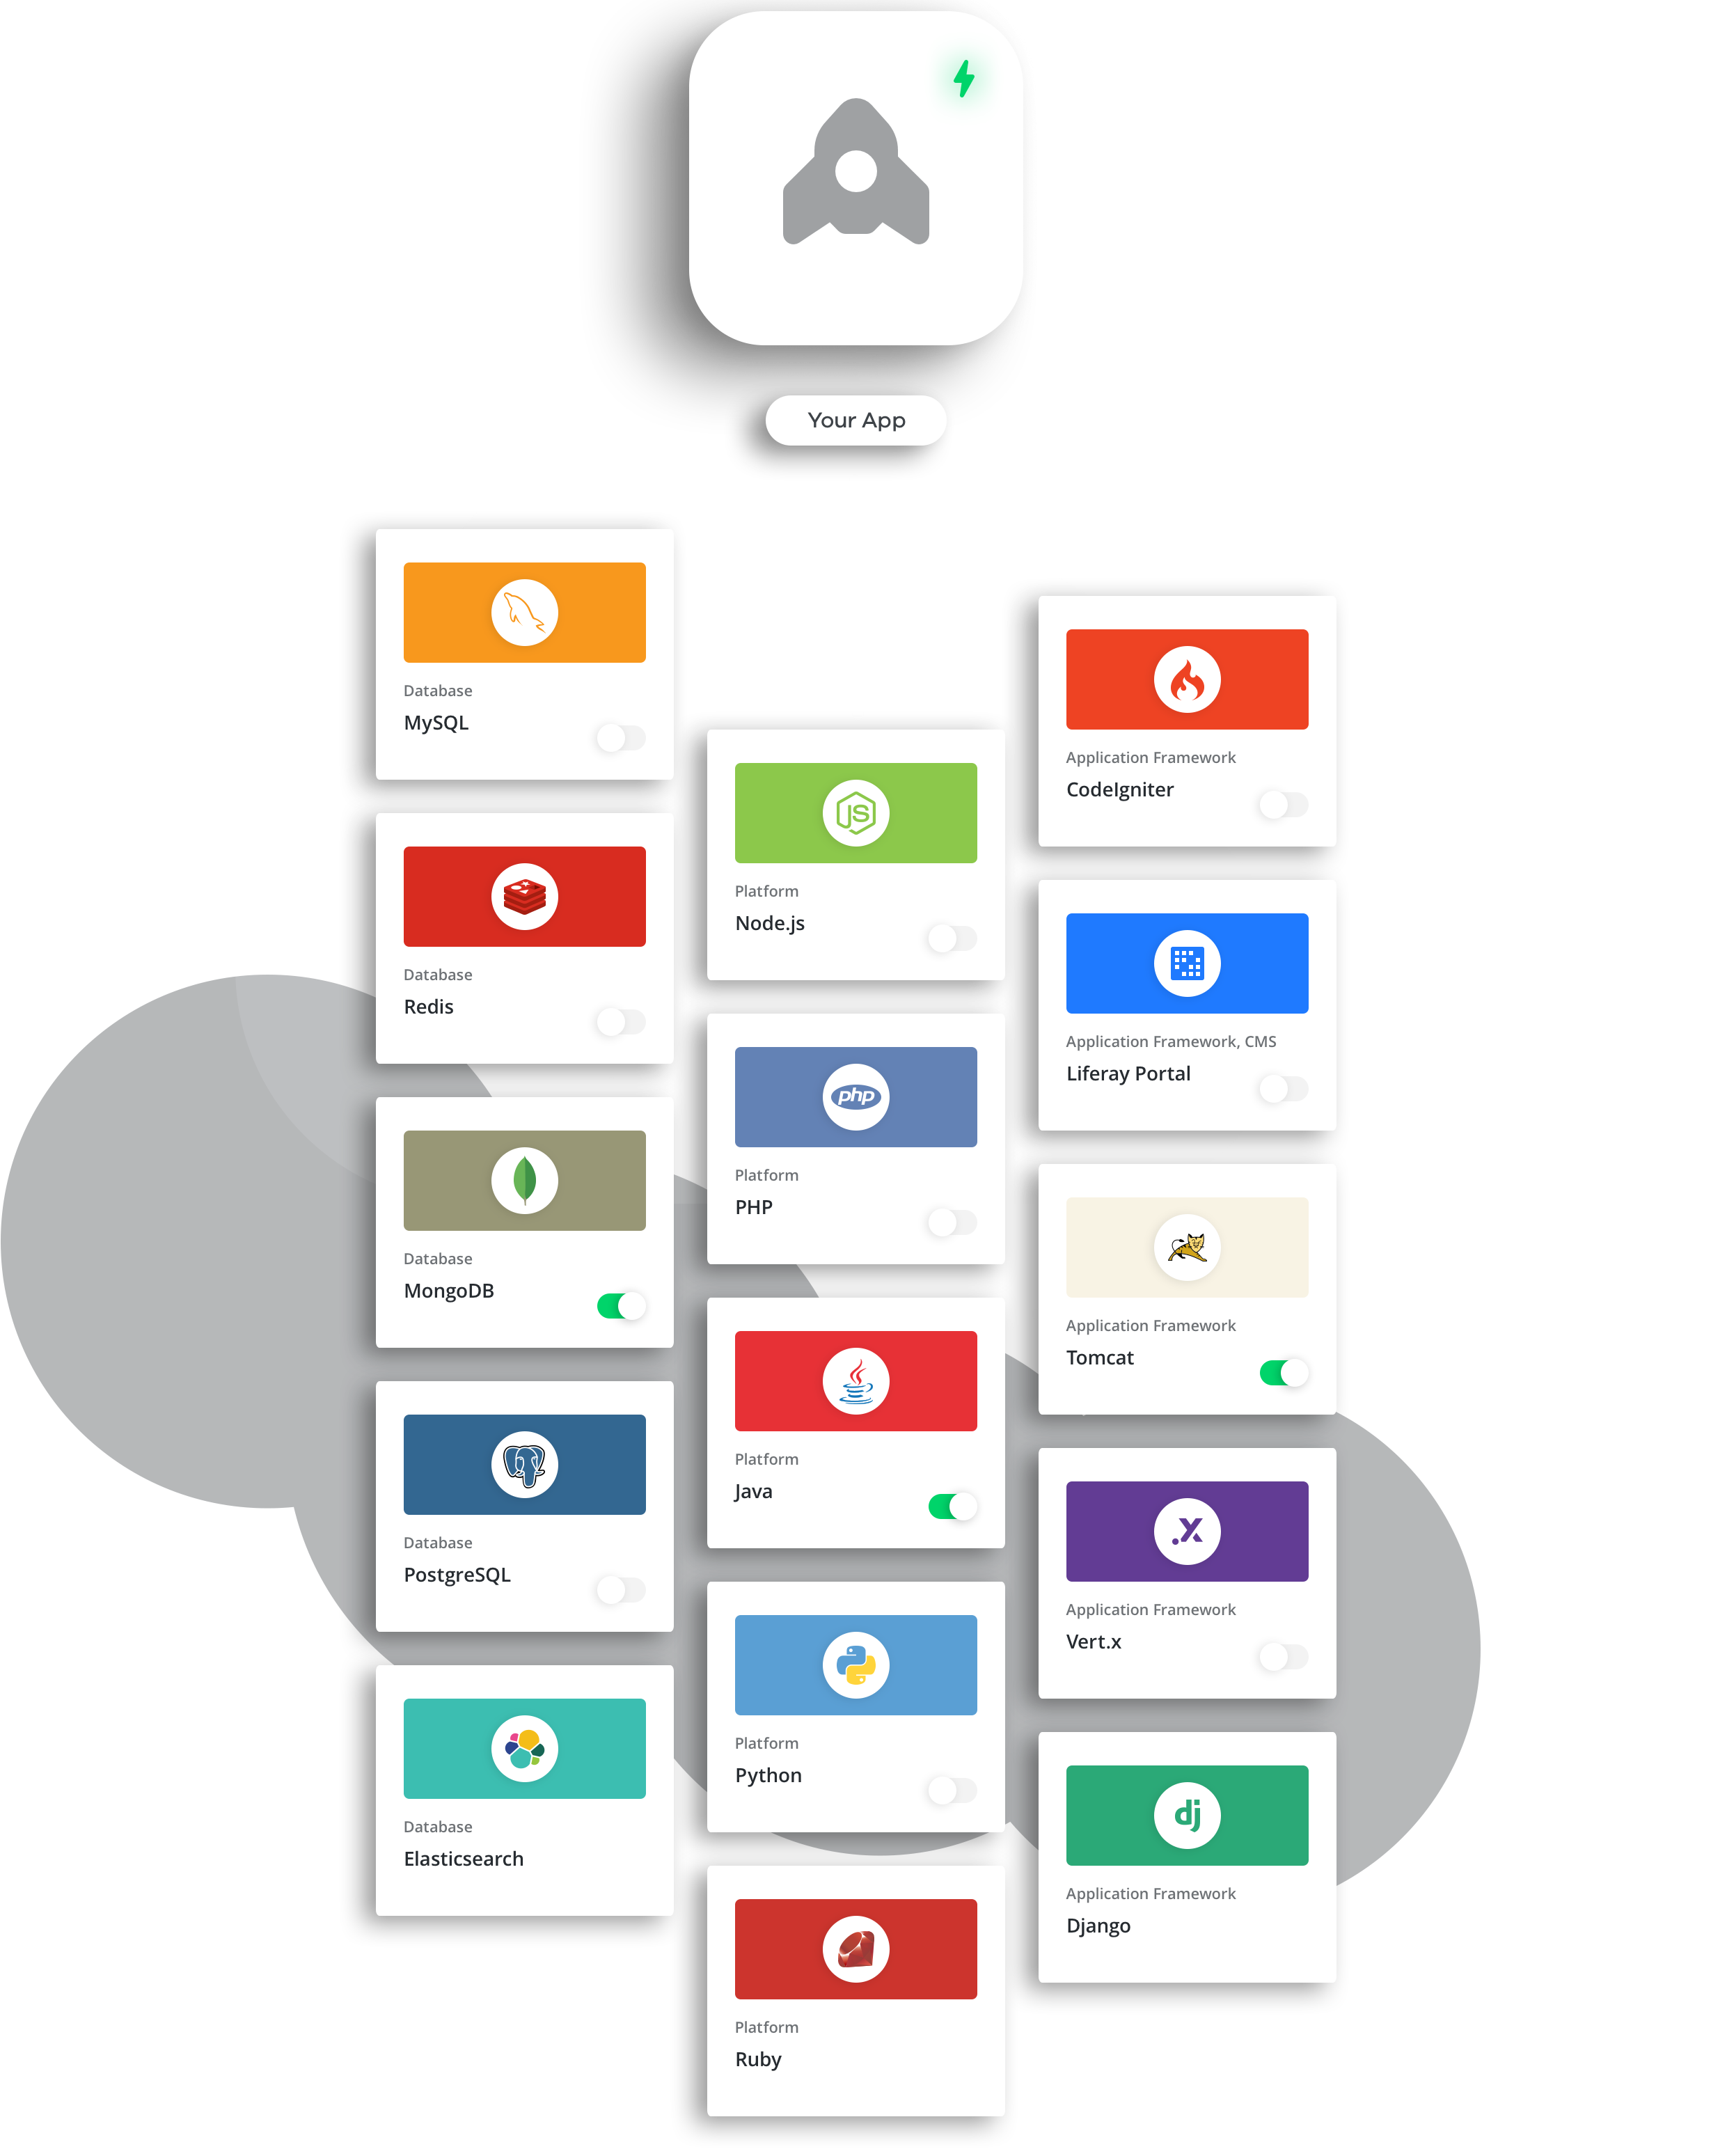 Your App
Database
MySQL
Database
Redis
Database
MongoDB
Database
PostgreSQL
Database
Elasticsearch
JS
Platform
Node.js
php
Platform
PHP
Platform
Java
Platform
Python
Platform
Ruby
Application Framework
CodeIgniter
Application Framework, CMS
Liferay Portal
Application Framework
Tomcat
.X
Application Framework
Vert.x
dj
Application Framework
Django